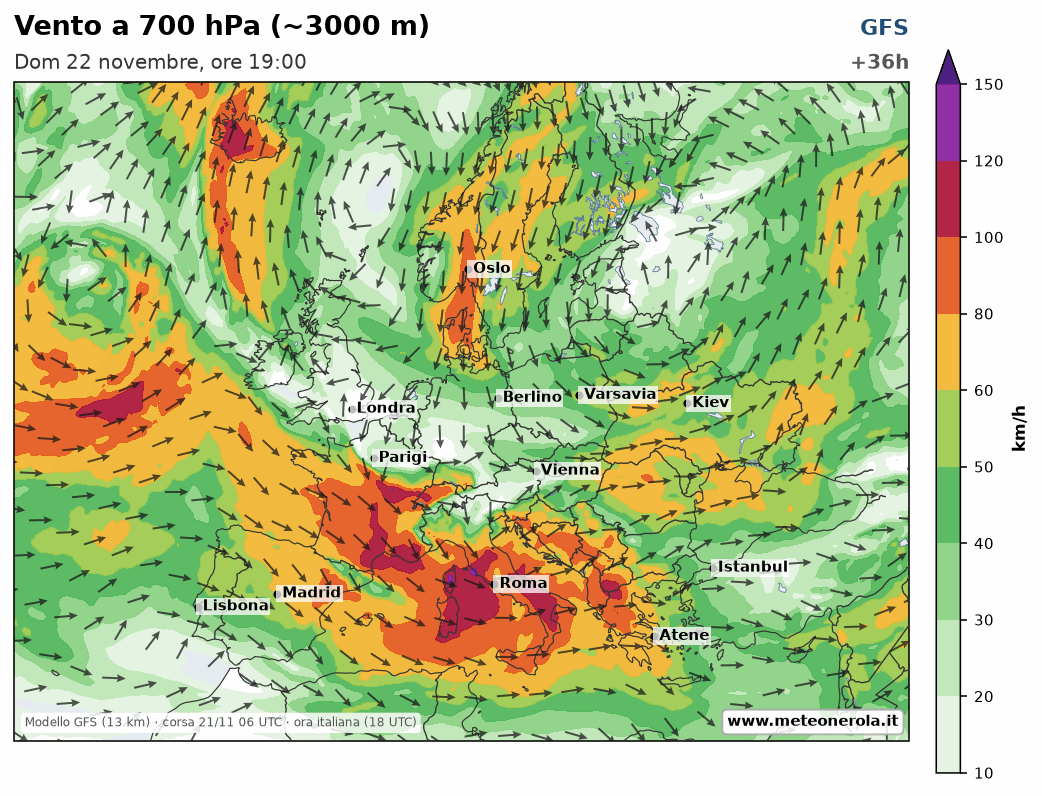 Vento a 700 hPa (~3000 m)
GFS
Dom 22 novembre, ore 19:00
+36h
150
120
100
80
60
50
40
30
20
10
km/h
Oslo
Berlino
Varsavia
Kiev
Londra
Parigi
Vienna
Istanbul
Roma
Madrid
Lisbona
Atene
Modello GFS (13 km) · corsa 21/11 06 UTC · ora italiana (18 UTC)
www.meteonerola.it